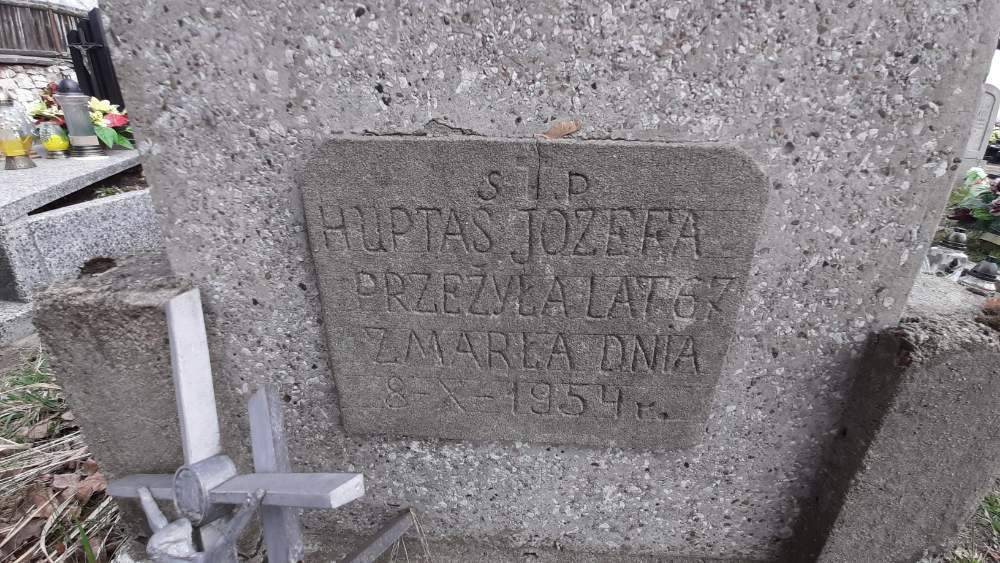 S I.P
HUPTAŚ JÓZEFA
PRZEŻYŁA LAT 67
ZMARŁA DNIA
8-X-1954 r.